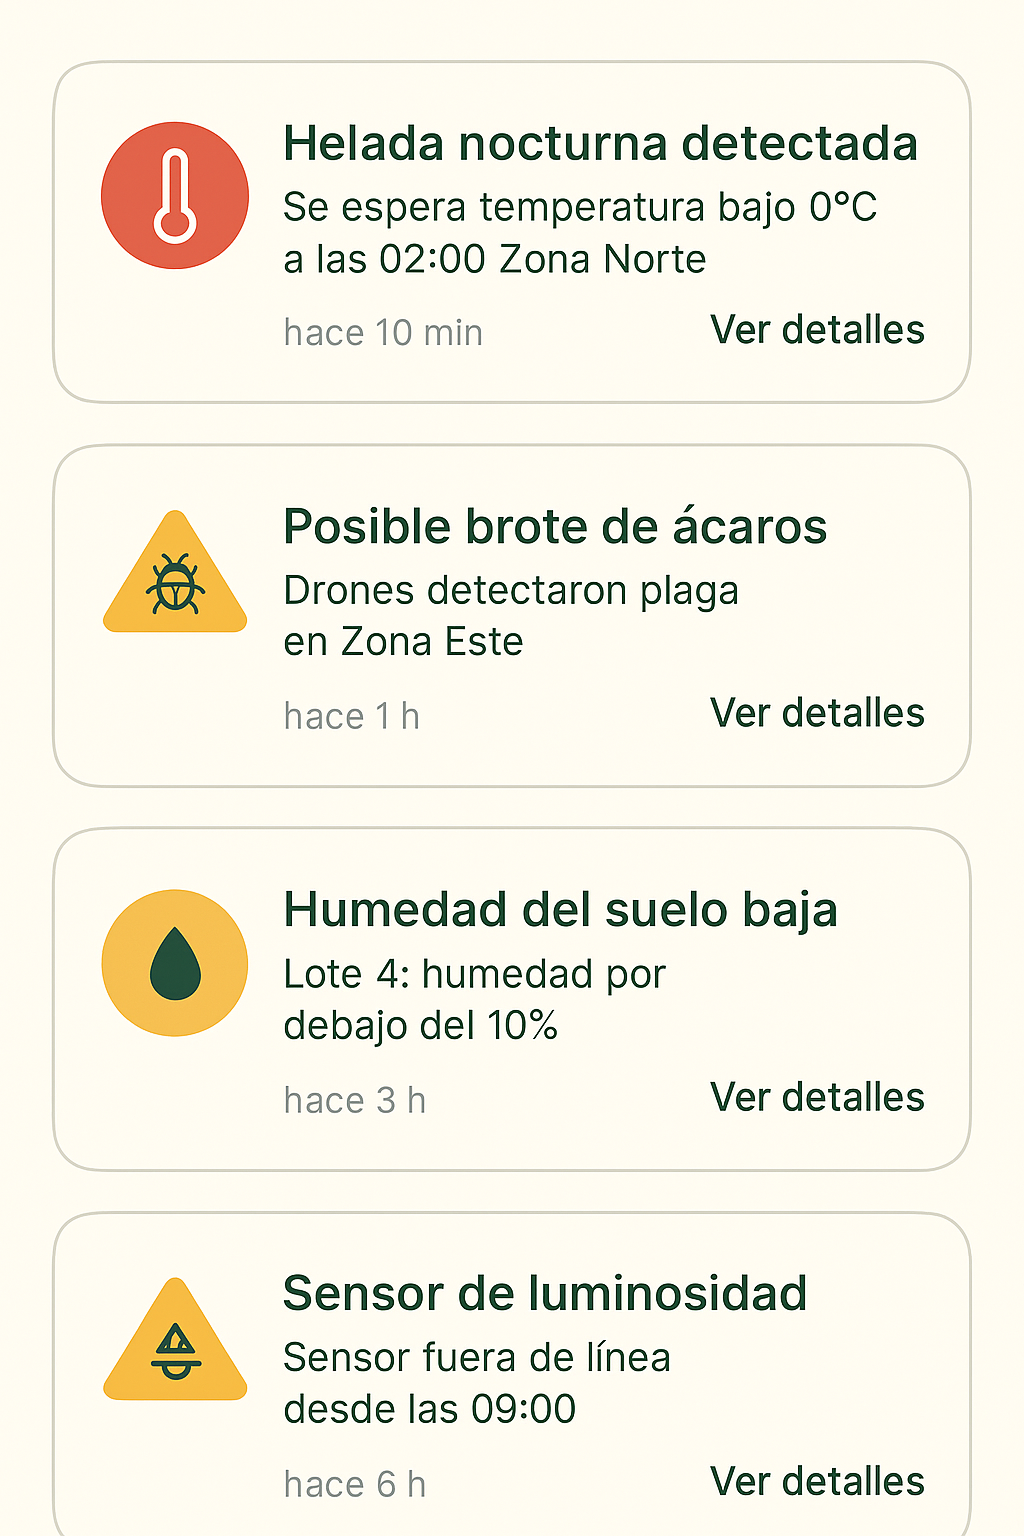 Helada nocturna detectada
Se espera temperatura bajo 0°C
a las 02:00 Zona Norte
hace 10 min
Ver detalles
Posible brote de ácaros
Drones detectaron plaga
en Zona Este
hace 1 h
Ver detalles
Humedad del suelo baja
Lote 4: humedad por
debajo del 10%
hace 3 h
Ver detalles
Sensor de luminosidad
Sensor fuera de línea
desde las 09:00
hace 6 h
Ver detalles